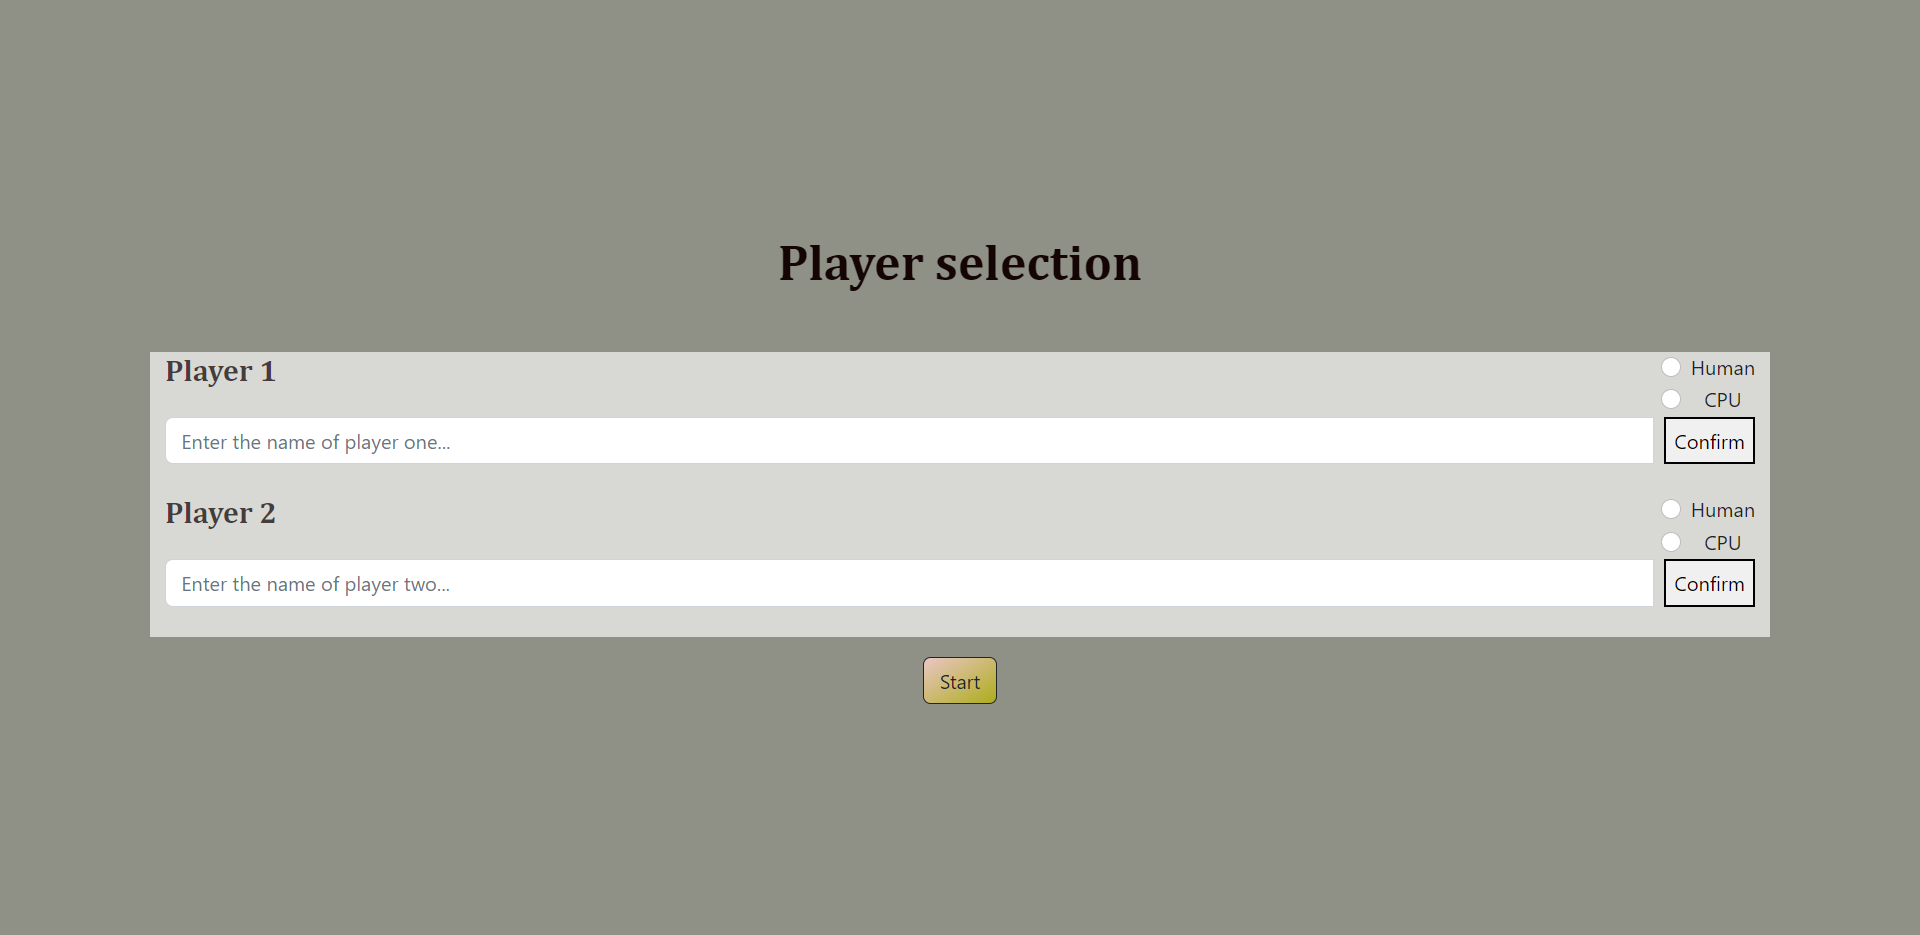 Player selection
Player 1
Human
CPU
Enter the name of player one...
Confirm
Player 2
Human
CPU
Enter the name of player two...
Confirm
Start